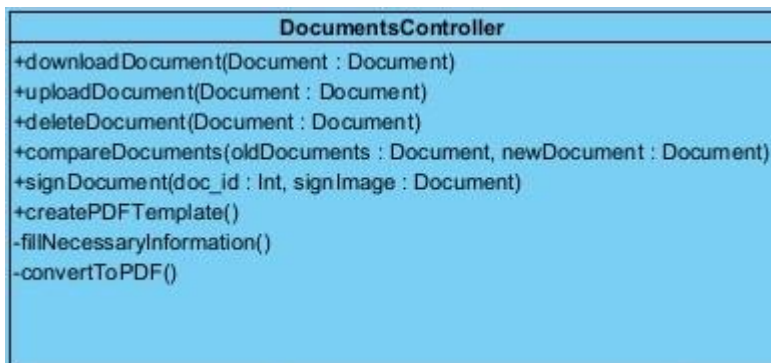 DocumentsController
+downloadDocument(Document : Document)
+uploadDocument(Document : Document)
+deleteDocument(Document : Document)
+compareDocuments(oldDocuments : Document, newDocument : Document)
+signDocument(doc_id : Int, signImage : Document)
+createPDFTemplate()
-fillNecessaryInformation()
-convertToPDF()